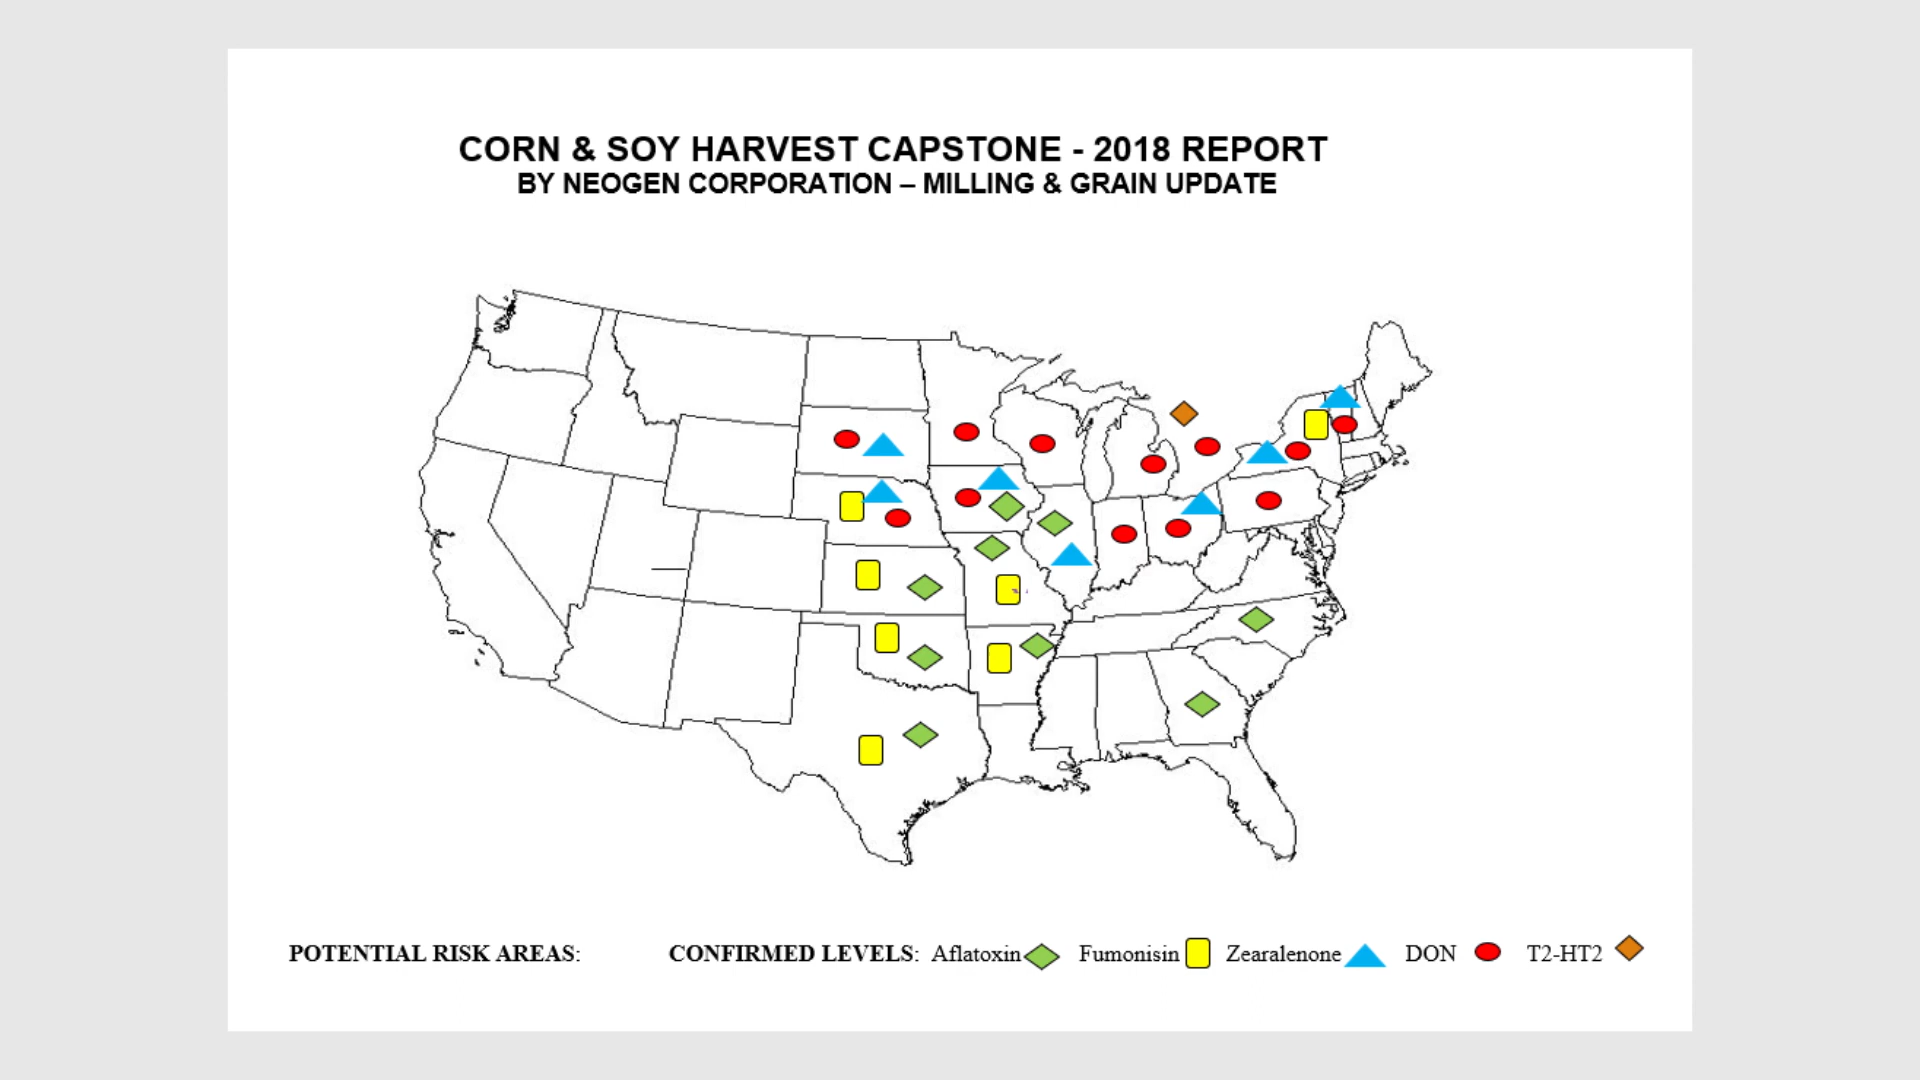 CORN & SOY HARVEST CAPSTONE - 2018 REPORT
BY NEOGEN CORPORATION – MILLING & GRAIN UPDATE
POTENTIAL RISK AREAS: CONFIRMED LEVELS: Aflatoxin Fumonisin Zearalenone DON T2-HT2